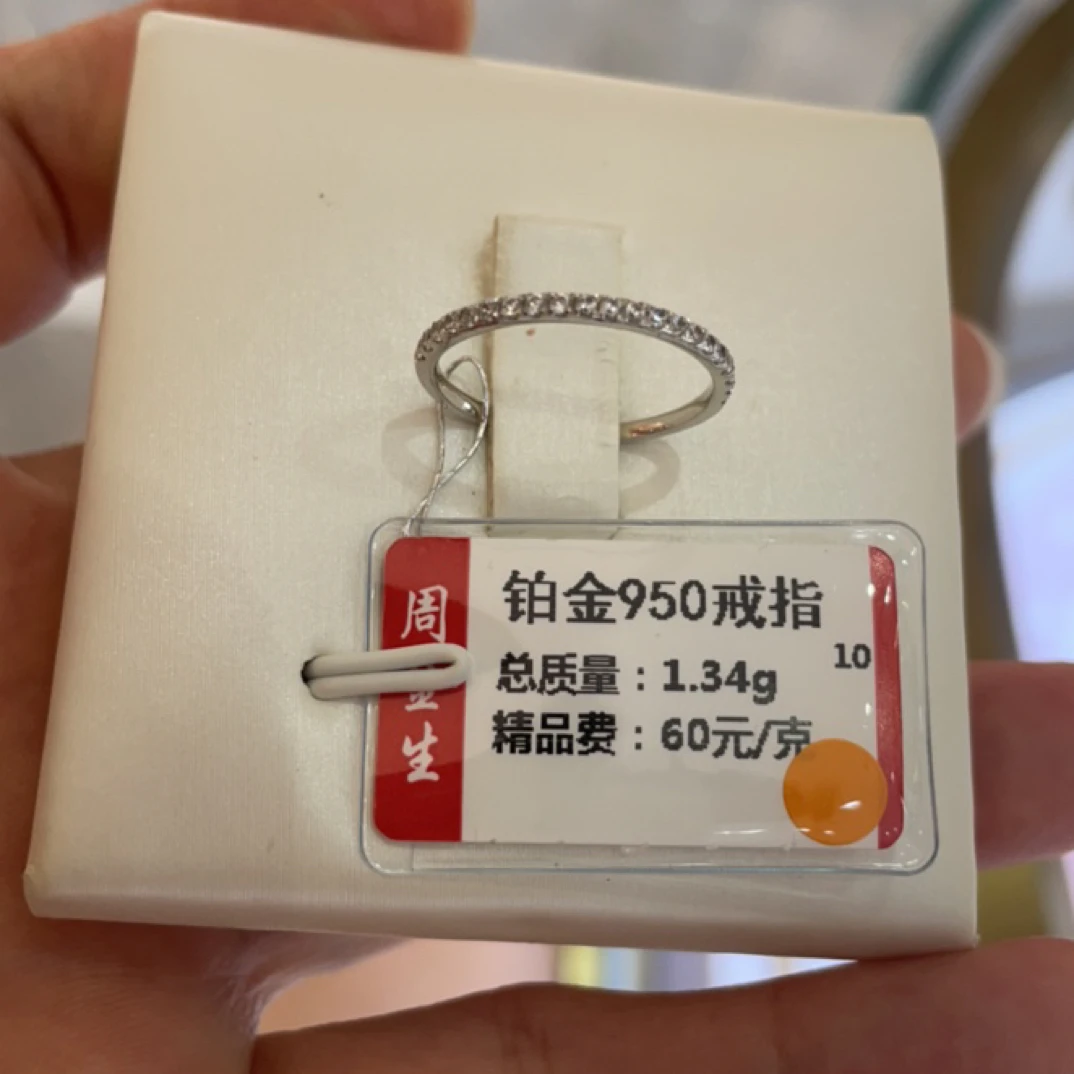 周
生
铂金950戒指
10
总质量：1.34g
精品费：60元/克